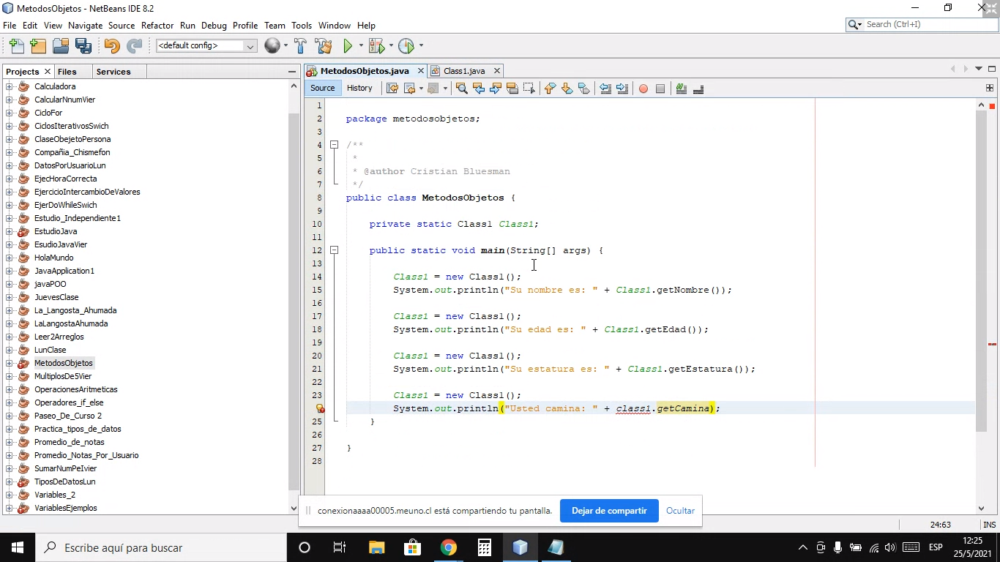 MetodosObjetos - NetBeans IDE 8.2
File Edit View Navigate Source Refactor Run Debug Profile Team Tools Window Help
Search (Ctrl+I)
<default config>
Projects Files Services
MetodosObjetos.java Class1.java
Source History
Calculadora
CalcularNnumVier
CicloFor
CiclosIterativosSwich
ClaseObejetoPersona
Compañia_Chismefon
DatosPorUsuarioLun
EjecHoraCorrecta
EjercicioIntercambioDeValores
EjerDoWhileSwich
Estudio_Independiente1
EstudioJava
EsudioJavaVier
HolaMundo
JavaApplication1
javaPOO
JuevesClase
La_Langosta_Ahumada
LaLangostaAhumada
Leer2Arreglos
LunClase
MetodosObjetos
MultiplosDe5Vier
OperacionesAritmeticas
Operadores_if_else
Paseo_De_Curso 2
Practica_tipos_de_datos
Promedio_de_notas
Promedio_Notas_Por_Usuario
SumarNumPeIvier
TiposDeDatosLun
Variables_2
VariablesEjemplos
1
2 package metodosobjetos;
3
4 /**
5 *
6 * @author Cristian Bluesman
7 */
8 public class MetodosObjetos {
9
10 private static Class1 Class1;
11
12 public static void main(String[] args) {
13
14 Class1 = new Class1();
15 System.out.println("Su nombre es: " + Class1.getNombre());
16
17 Class1 = new Class1();
18 System.out.println("Su edad es: " + Class1.getEdad());
19
20 Class1 = new Class1();
21 System.out.println("Su estatura es: " + Class1.getEstatura());
22
23 Class1 = new Class1();
System.out.println("Usted camina: " + class1.getCamina);
25 }
26
27 }
28
conexionaaaa00005.meuno.cl está compartiendo tu pantalla. Dejar de compartir Ocultar
24:63 INS
Escribe aquí para buscar
ESP
12:25
25/5/2021